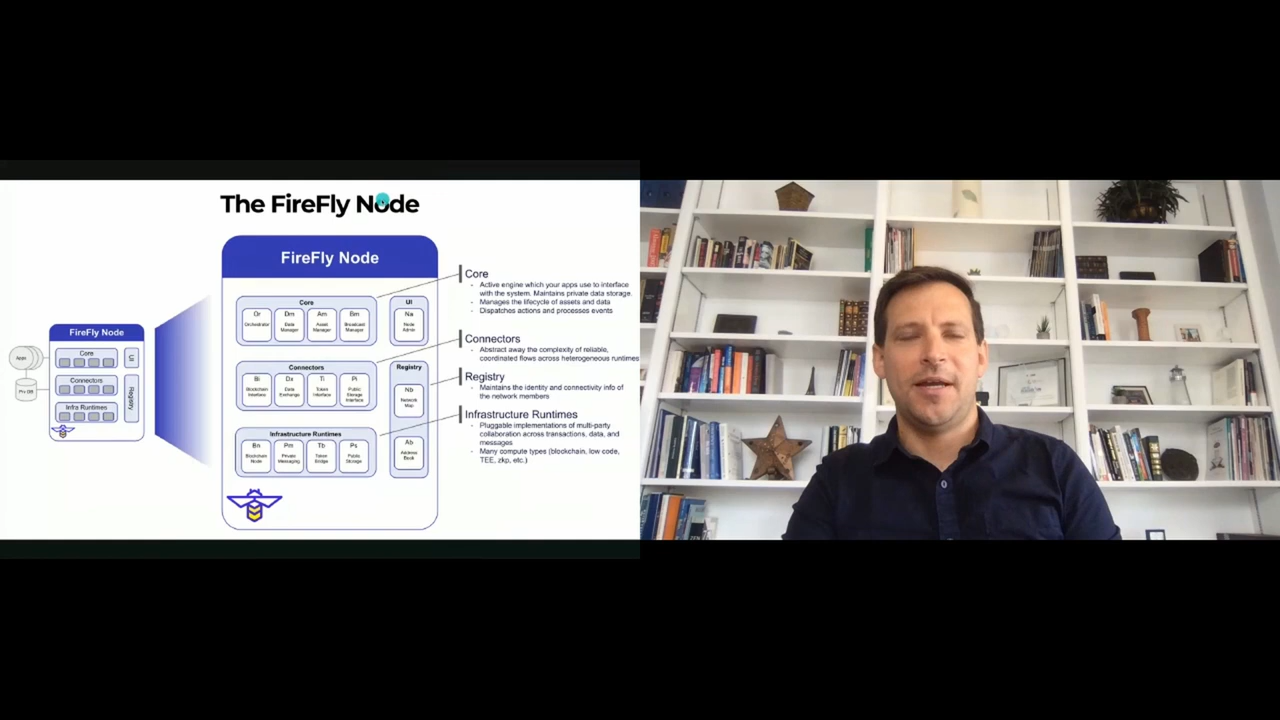 The FireFly Node
FireFly Node
Core
UI
Or
Orchestrator
Dm
Data
Manager
Am
Asset
Manager
Bm
Broadcast
Manager
Na
Node
Admin
Connectors
Bi
Blockchain
Interface
Dx
Data
Exchange
Ti
Token
Interface
Pi
Public
Storage
Interface
Registry
Nb
Network
Map
Ab
Address
Book
Infrastructure Runtimes
Bn
Blockchain
Node
Pm
Private
Messaging
Tb
Token
Bridge
Ps
Public
Storage
FireFly Node
Core
UI
Connectors
Registry
Infra Runtimes
Apps
Priv DB
Core
- Active engine which your apps use to interface
with the system. Maintains private data storage.
- Manages the lifecycle of assets and data
- Dispatches actions and processes events
Connectors
- Abstract away the complexity of reliable,
coordinated flows across heterogeneous runtimes
Registry
- Maintains the identity and connectivity info of
the network members
Infrastructure Runtimes
- Pluggable implementations of multi-party
collaboration across transactions, data, and
messages
- Many compute types (blockchain, low code,
TEE, zkp, etc.)